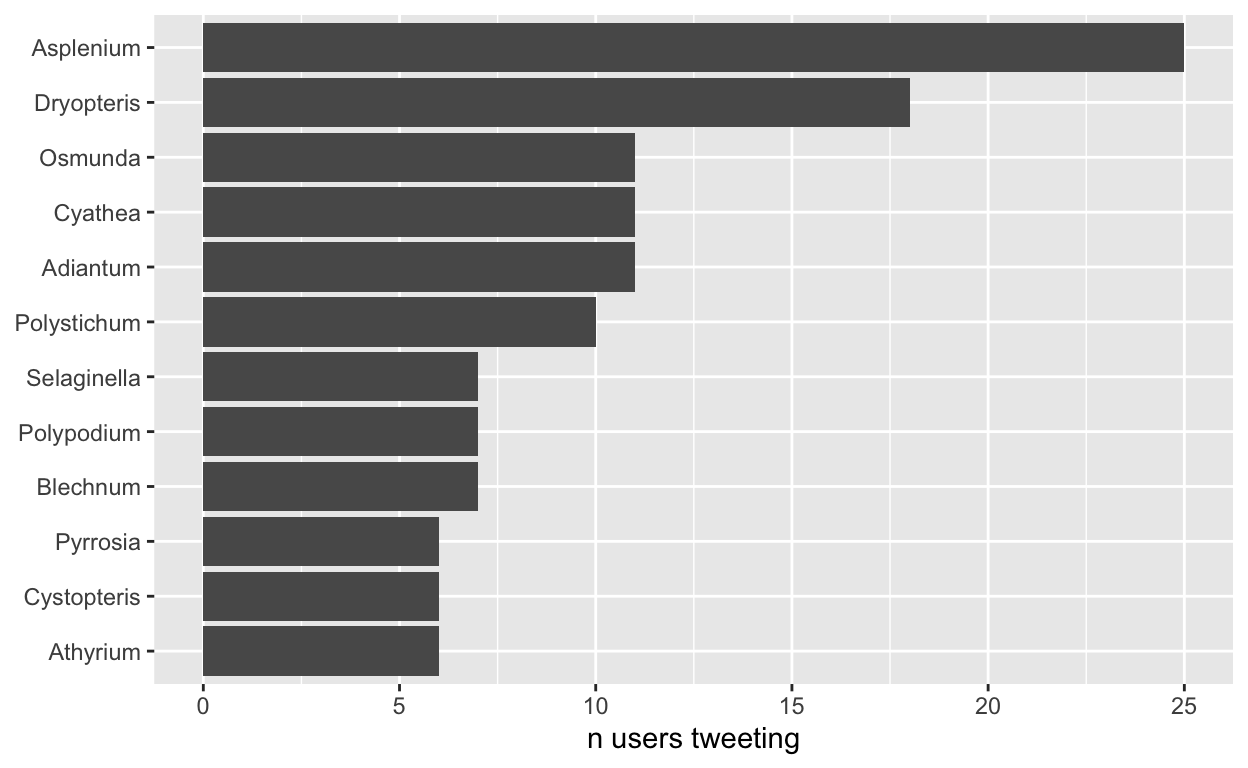 Asplenium
Dryopteris
Osmunda
Cyathea
Adiantum
Polystichum
Selaginella
Polypodium
Blechnum
Pyrrosia
Cystopteris
Athyrium
0 5 10 15 20 25
n users tweeting